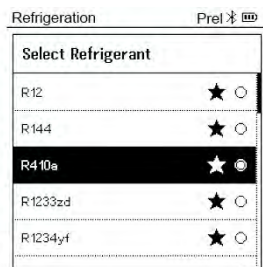 Refrigeration Prel
Select Refrigerant
R12
R144
R410a
R1233zd
R1234yf